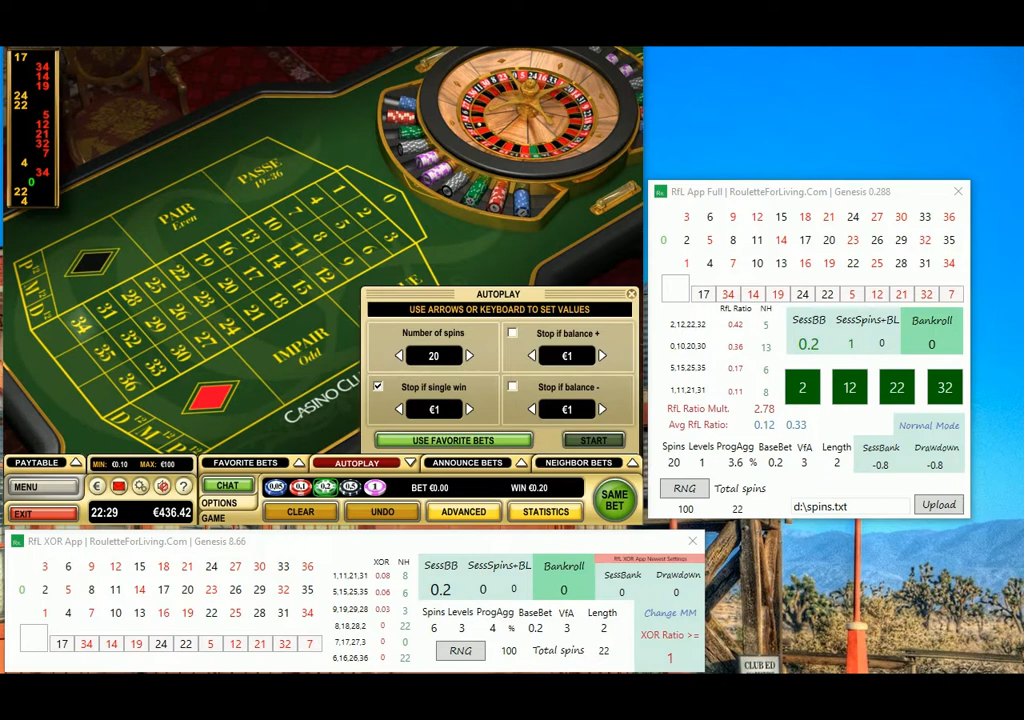 17
34
14
19
24
22
5
12
21
32
7
4
34
0
22
4
PASSE
19-36
PAIR
Even
IMPAIR
Odd
CASINO CLU
AUTOPLAY
USE ARROWS OR KEYBOARD TO SET VALUES
Number of spins
20
Stop if balance +
€1
Stop if single win
€1
Stop if balance -
€1
USE FAVORITE BETS
START
PAYTABLE
MIN: €0.10 MAX: €100
FAVORITE BETS
AUTOPLAY
ANNOUNCE BETS
NEIGHBOR BETS
MENU
€
?
CHAT
0,05 0,1 0,2 0,5 1
BET €0.00
WIN €0.20
SAME
BET
OPTIONS
EXIT
22:29
€436.42
GAME
CLEAR
UNDO
ADVANCED
STATISTICS
Rx RfL App Full | RouletteForLiving.Com | Genesis 0.288
3 6 9 12 15 18 21 24 27 30 33 36
0 2 5 8 11 14 17 20 23 26 29 32 35
1 4 7 10 13 16 19 22 25 28 31 34
17 34 14 19 24 22 5 12 21 32 7
RfL Ratio NH
2,12,22,32 0.42 5
0,10,20,30 0.36 13
5,15,25,35 0.17 6
1,11,21,31 0.11 8
SessBB SessSpins+BL Bankroll
0.2 1 0 0
2 12 22 32
RfL Ratio Mult. 2.78
Avg RfL Ratio: 0.12 0.33
Normal Mode
Spins Levels ProgAgg BaseBet VfA Length
20 1 3.6 % 0.2 3 2
SessBank Drawdown
-0.8 -0.8
RNG Total spins
100 22
d:\spins.txt
Upload
Rx RfL XOR App | RouletteForLiving.Com | Genesis 8.66
3 6 9 12 15 18 21 24 27 30 33 36
0 2 5 8 11 14 17 20 23 26 29 32 35
1 4 7 10 13 16 19 22 25 28 31 34
17 34 14 19 24 22 5 12 21 32 7
XOR NH
1,11,21,31 0.08 8
5,15,25,35 0.06 6
9,19,29,28 0.03 3
8,18,28,2 0 22
7,17,27,3 0 0
6,16,26,36 0 22
SessBB SessSpins+BL Bankroll
0.2 0 0 0
RfL XOR App Newest Settings
SessBank Drawdown
0 0
Spins Levels ProgAgg BaseBet VfA Length
6 3 4 % 0.2 3 2
RNG 100 Total spins 22
Change MM
XOR Ratio >=
1
CLUB ED